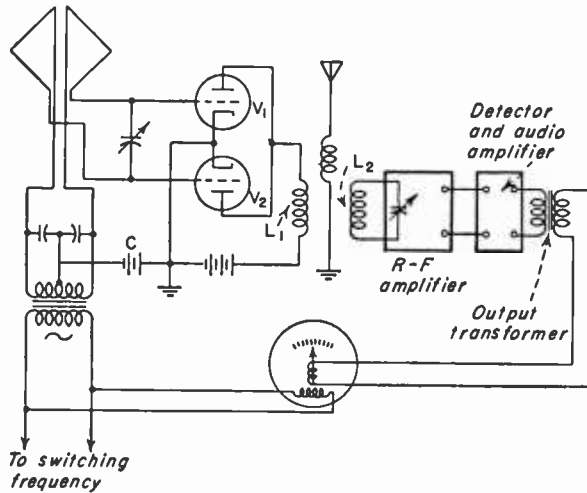 V1
V2
C
L1
L2
R-F
amplifier
Detector
and audio
amplifier
Output
transformer
To switching
frequency